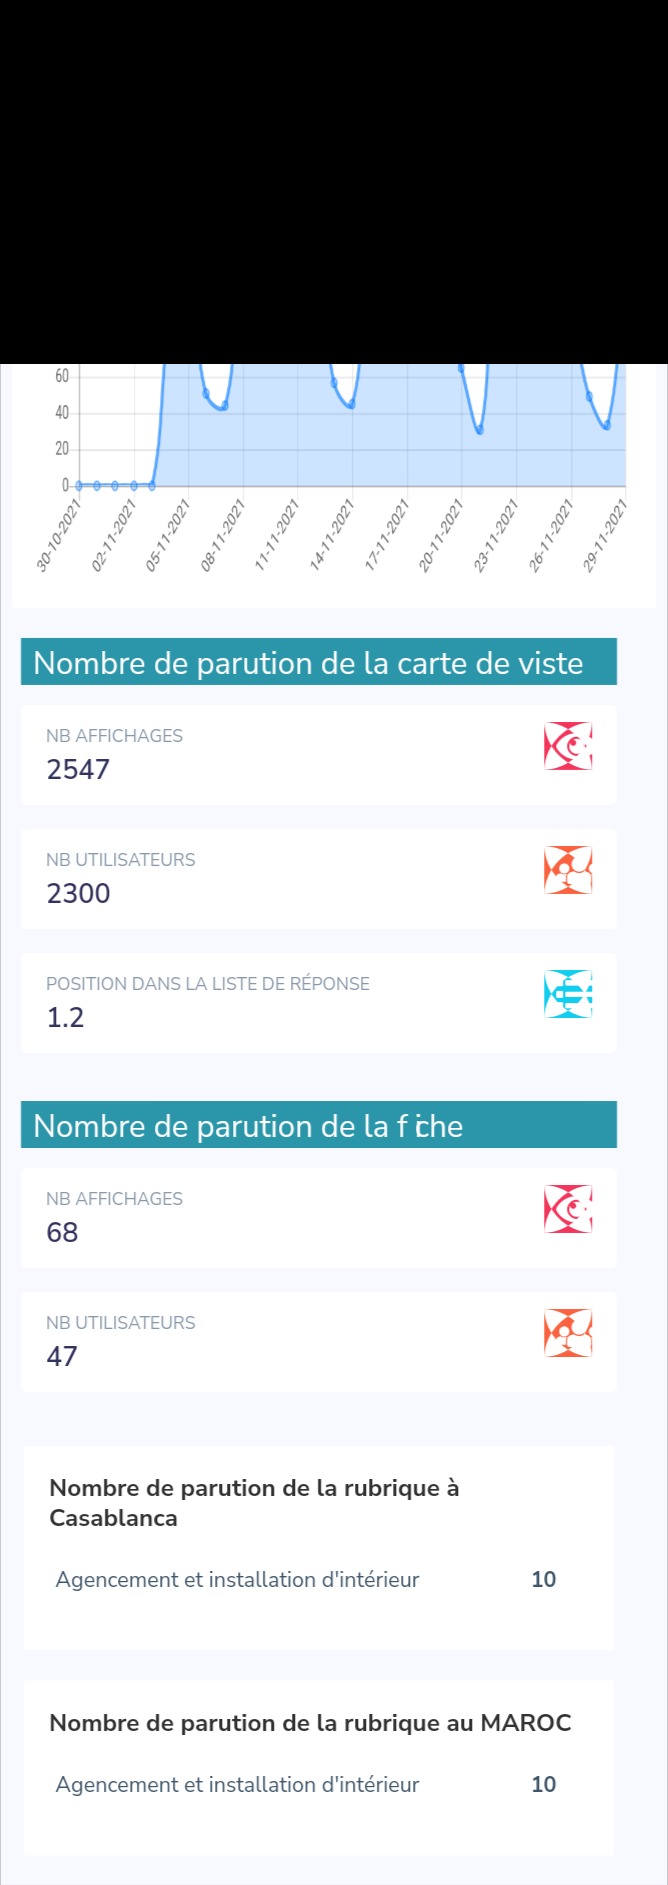 60
40
20
0
30-10-2021 02-11-2021 05-11-2021 08-11-2021 11-11-2021 14-11-2021 17-11-2021 20-11-2021 23-11-2021 26-11-2021 29-11-2021
Nombre de parution de la carte de viste
NB AFFICHAGES
2547
NB UTILISATEURS
2300
POSITION DANS LA LISTE DE RÉPONSE
1.2
Nombre de parution de la fiche
NB AFFICHAGES
68
NB UTILISATEURS
47
Nombre de parution de la rubrique à
Casablanca
Agencement et installation d'intérieur 10
Nombre de parution de la rubrique au MAROC
Agencement et installation d'intérieur 10